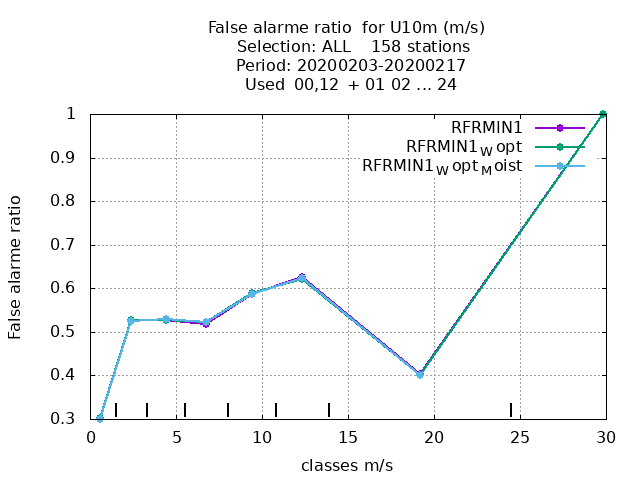 False alarme ratio for U10m (m/s)
Selection: ALL 158 stations
Period: 20200203-20200217
Used 00,12 + 01 02 ... 24
RFRMIN1
RFRMIN1W opt
RFRMIN1W optM oist
1
0.9
0.8
0.7
0.6
0.5
0.4
0.3
False alarme ratio
0 5 10 15 20 25 30
classes m/s